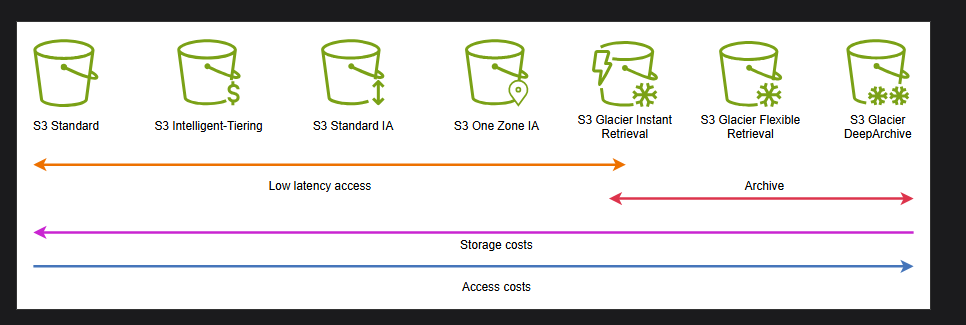 S3 Standard
S3 Intelligent-Tiering
S3 Standard IA
S3 One Zone IA
S3 Glacier Instant
Retrieval
S3 Glacier Flexible
Retrieval
S3 Glacier
DeepArchive
Low latency access
Archive
Storage costs
Access costs